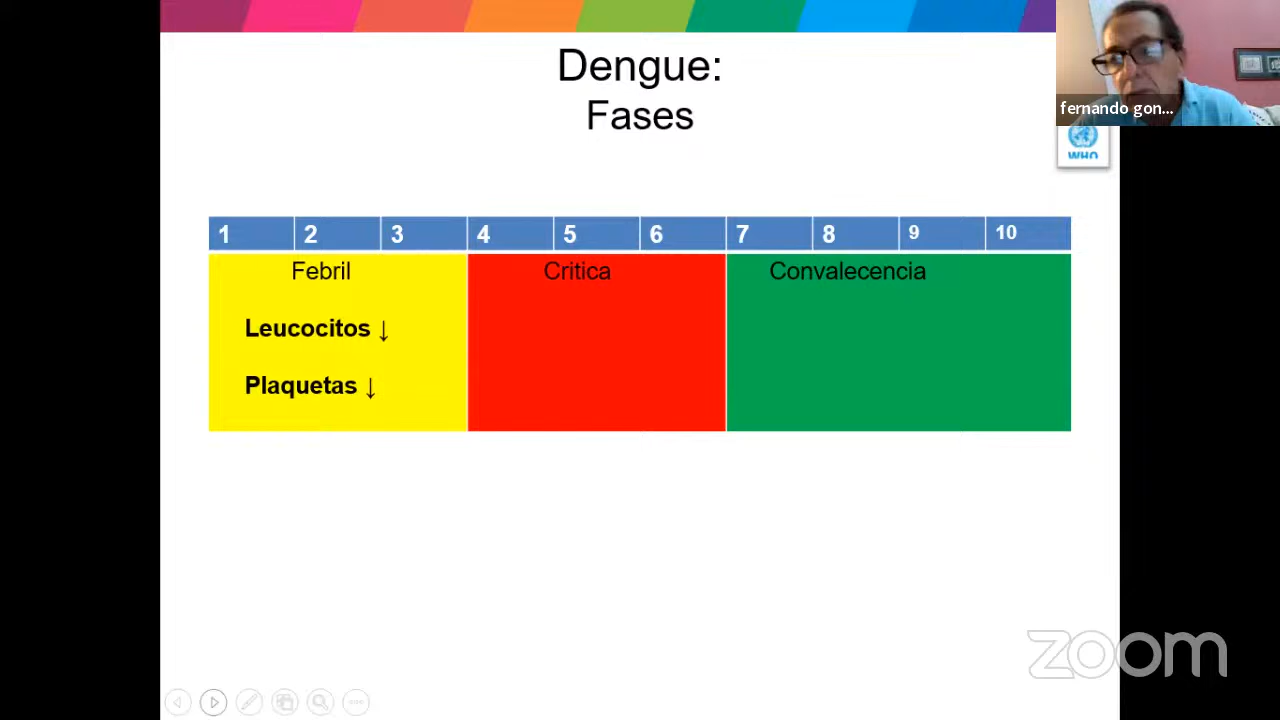 Dengue:
Fases
fernando gon...
WHO
1 2 3 4 5 6 7 8 9 10
Febril Critica Convalecencia
Leucocitos ↓
Plaquetas ↓
zoom